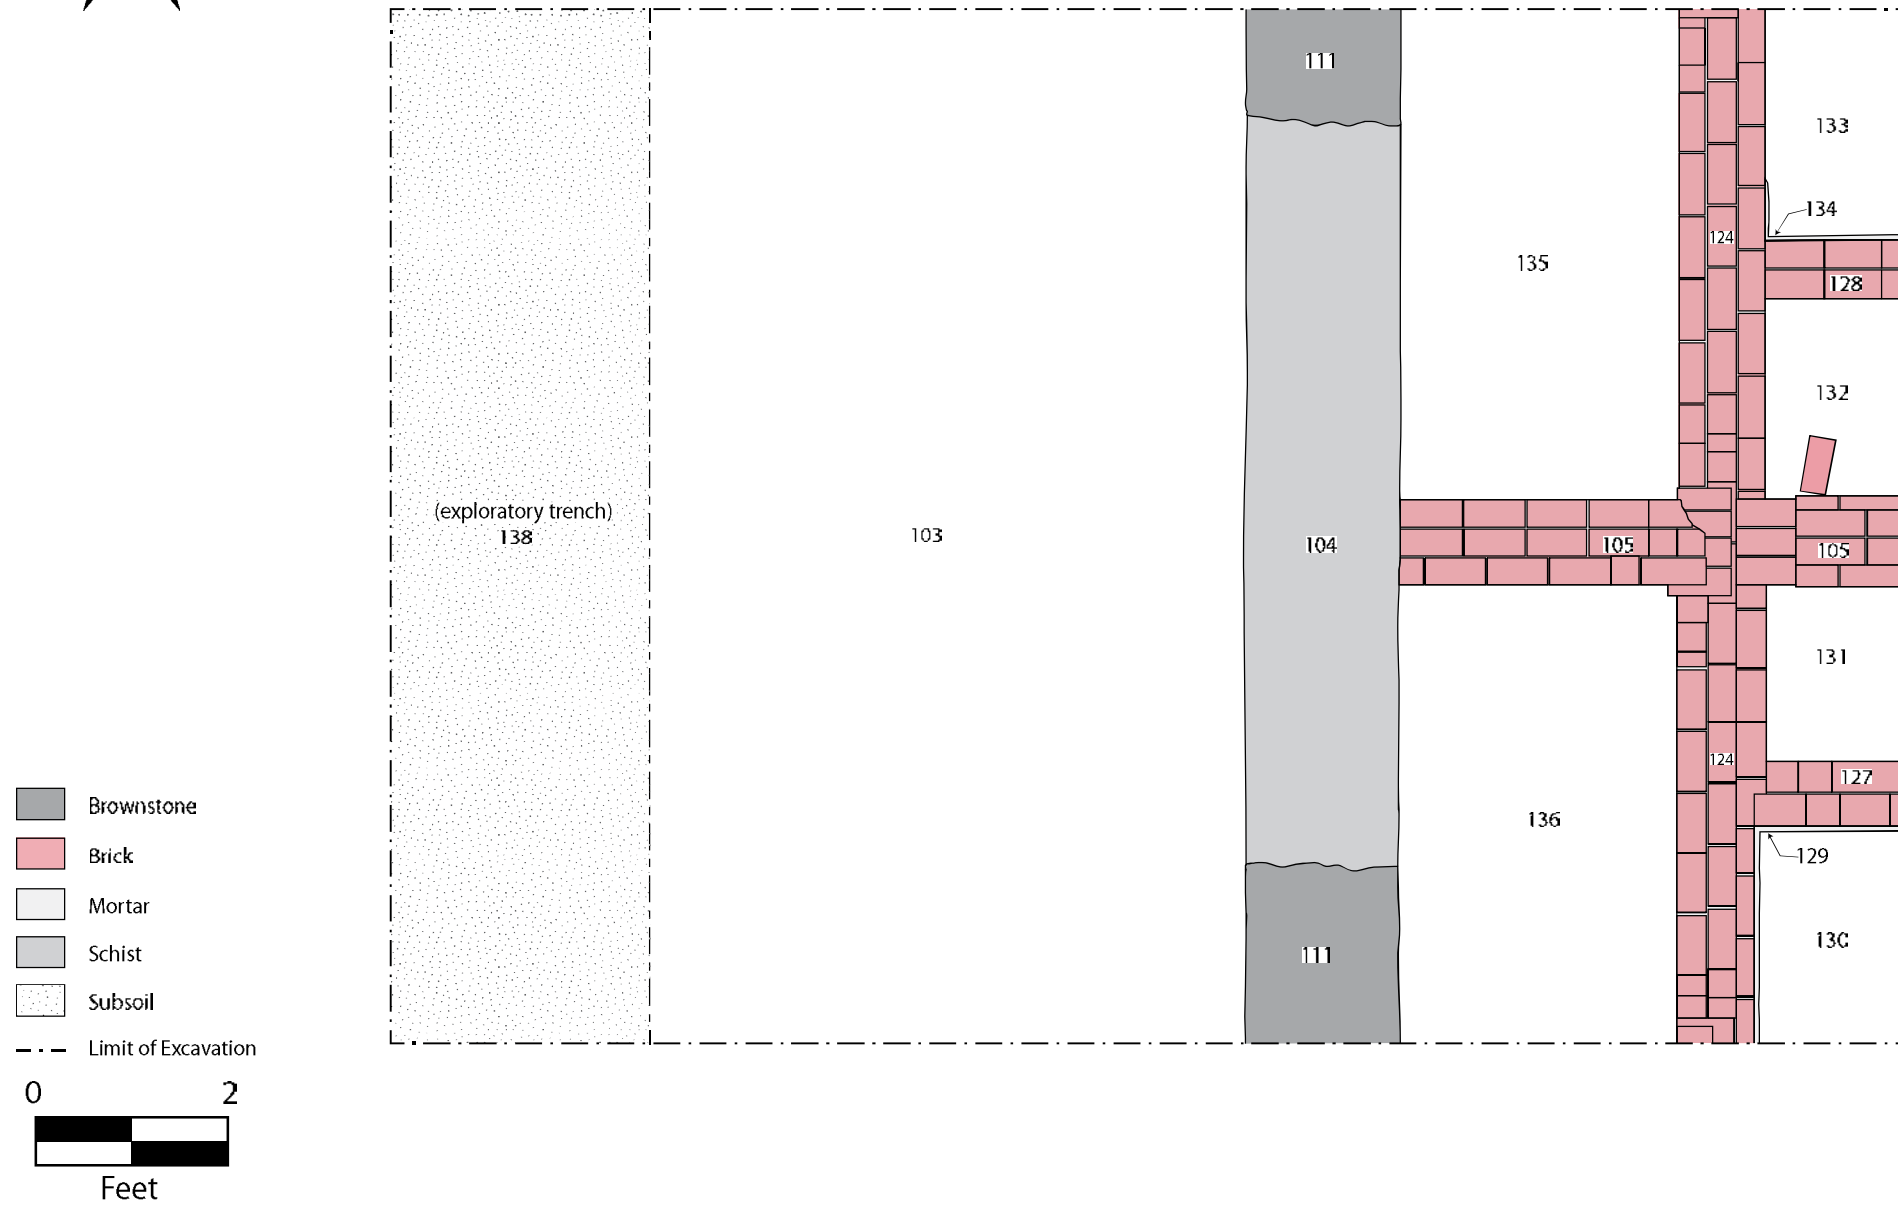 111
133
134
124
135
128
132
(exploratory trench)
138
103
104
105
105
131
124
127
136
129
130
111
Brownstone
Brick
Mortar
Schist
Subsoil
Limit of Excavation
0 2
Feet